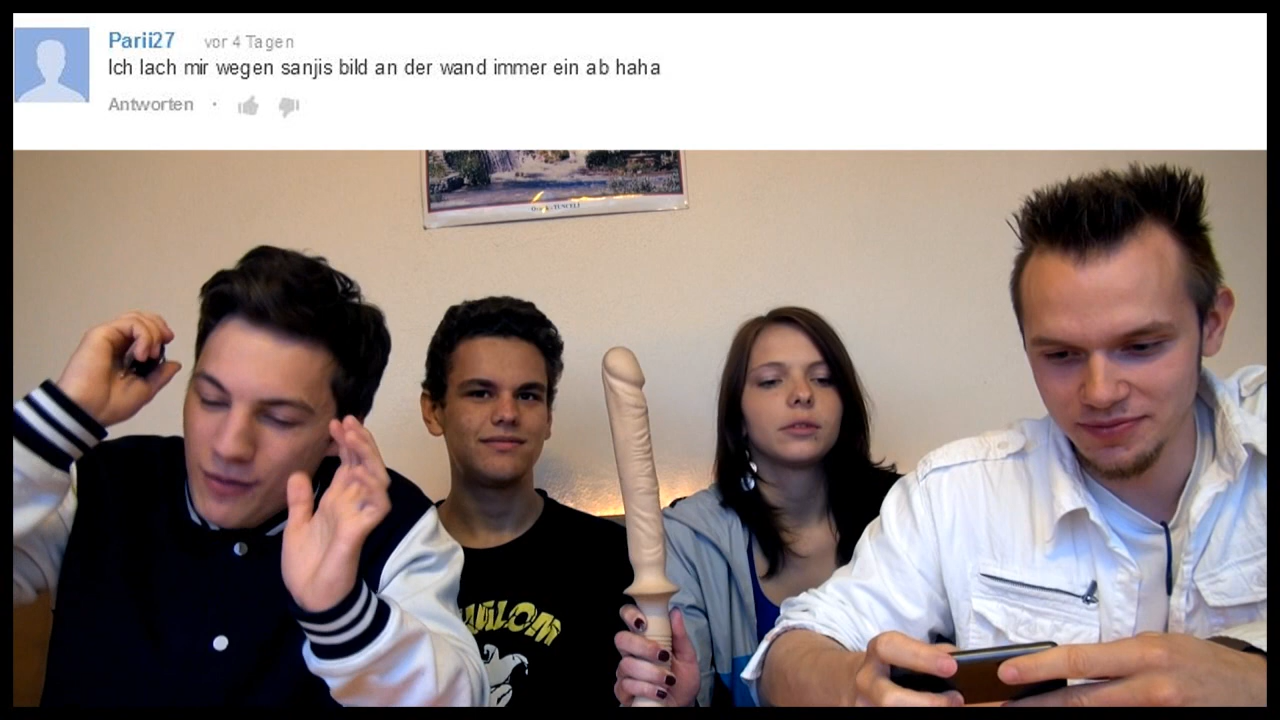 Parii27 vor 4 Tagen
Ich lach mir wegen sanjis bild an der wand immer ein ab haha
Antworten